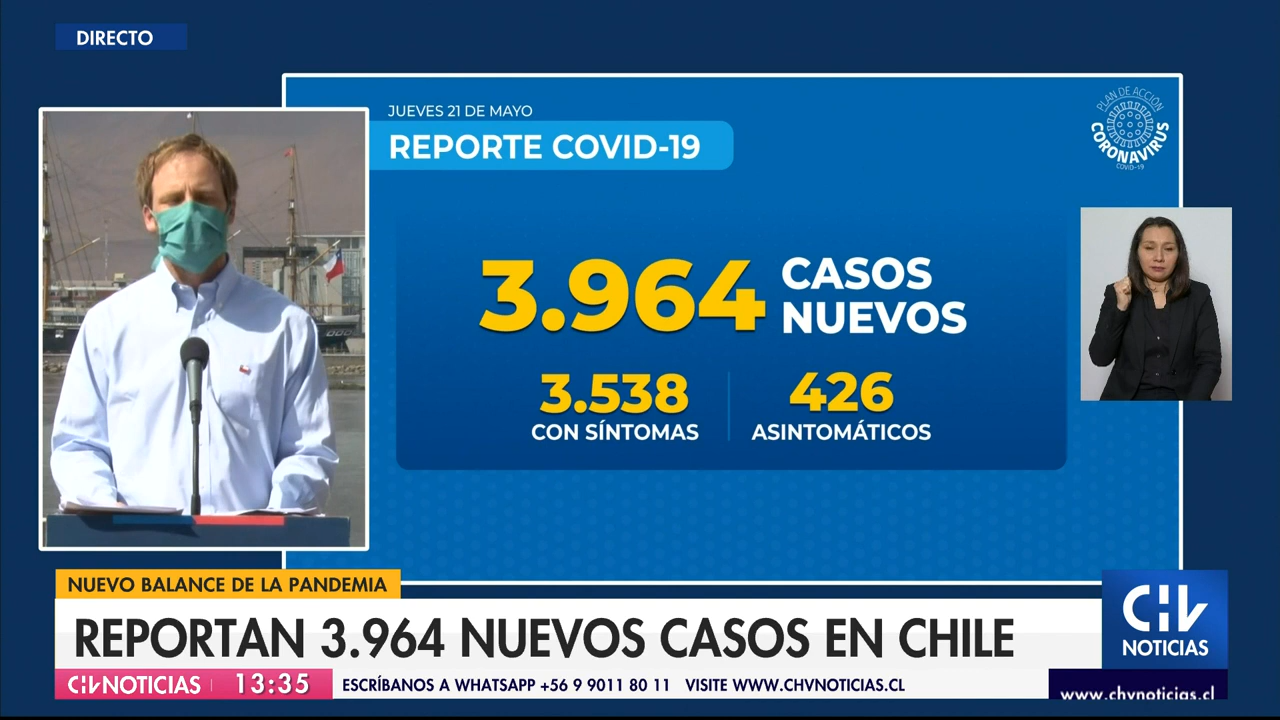 DIRECTO
JUEVES 21 DE MAYO
REPORTE COVID-19
PLAN DE ACCIÓN
CORONAVIRUS
COVID-19
3.964 CASOS NUEVOS
3.538
CON SÍNTOMAS
426
ASINTOMÁTICOS
NUEVO BALANCE DE LA PANDEMIA
REPORTAN 3.964 NUEVOS CASOS EN CHILE
CHV NOTICIAS
CHVNOTICIAS 13:35 ESCRÍBANOS A WHATSAPP +56 9 9011 80 11 VISITE WWW.CHVNOTICIAS.CL
www.chvnoticias.cl